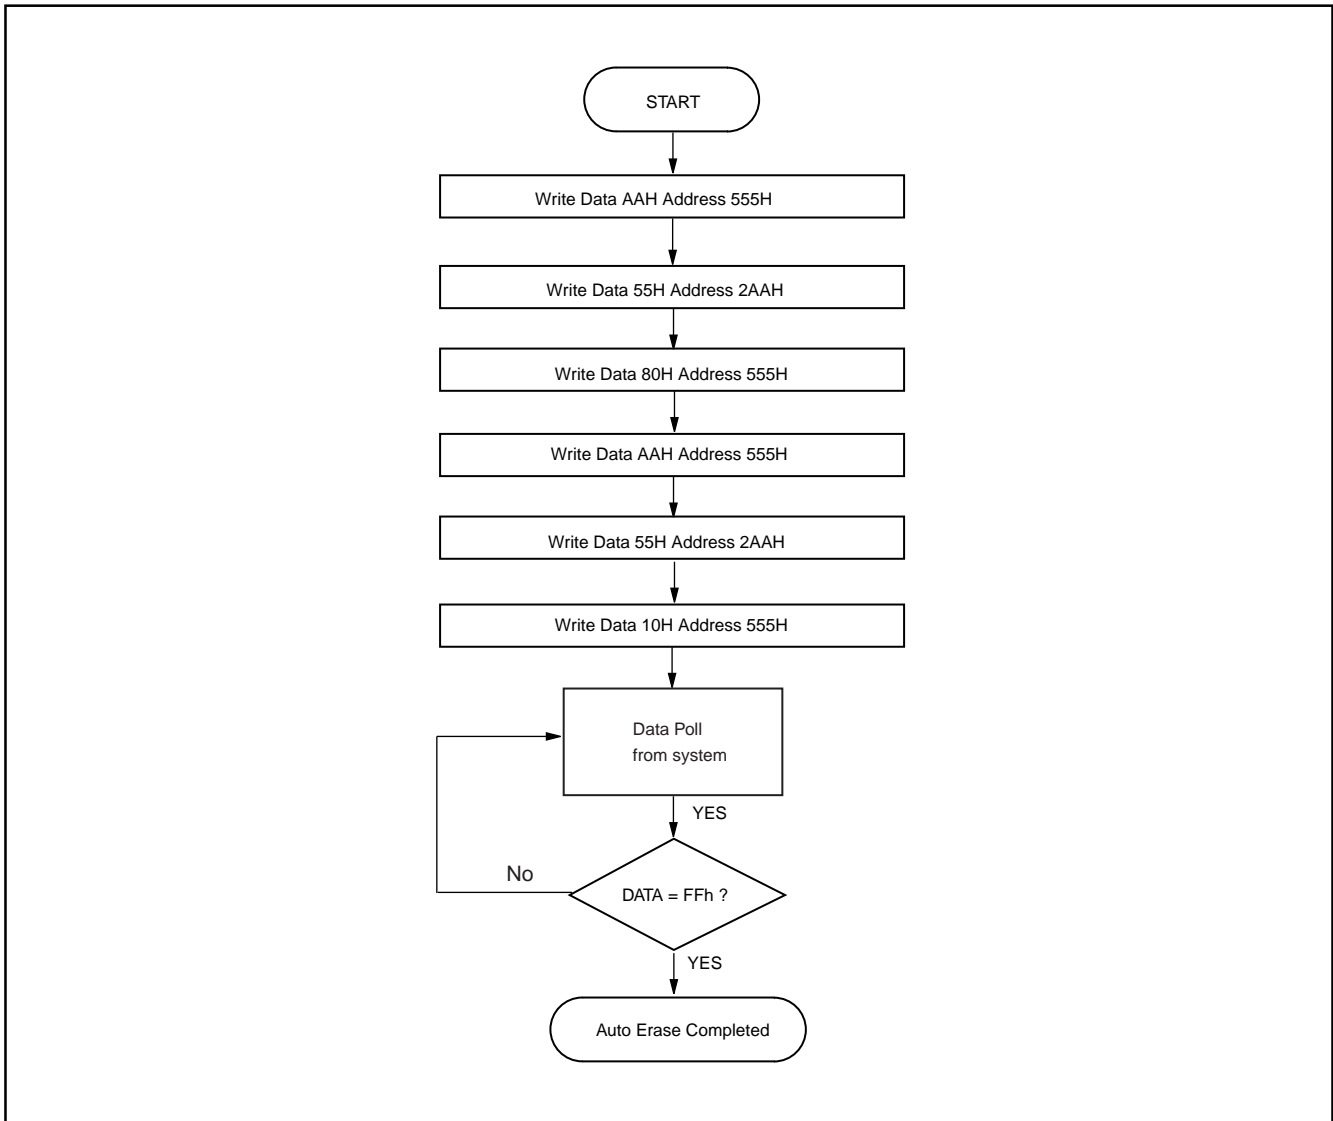 START
Write Data AAH Address 555H
Write Data 55H Address 2AAH
Write Data 80H Address 555H
Write Data AAH Address 555H
Write Data 55H Address 2AAH
Write Data 10H Address 555H
Data Poll
from system
YES
No
DATA = FFh ?
YES
Auto Erase Completed